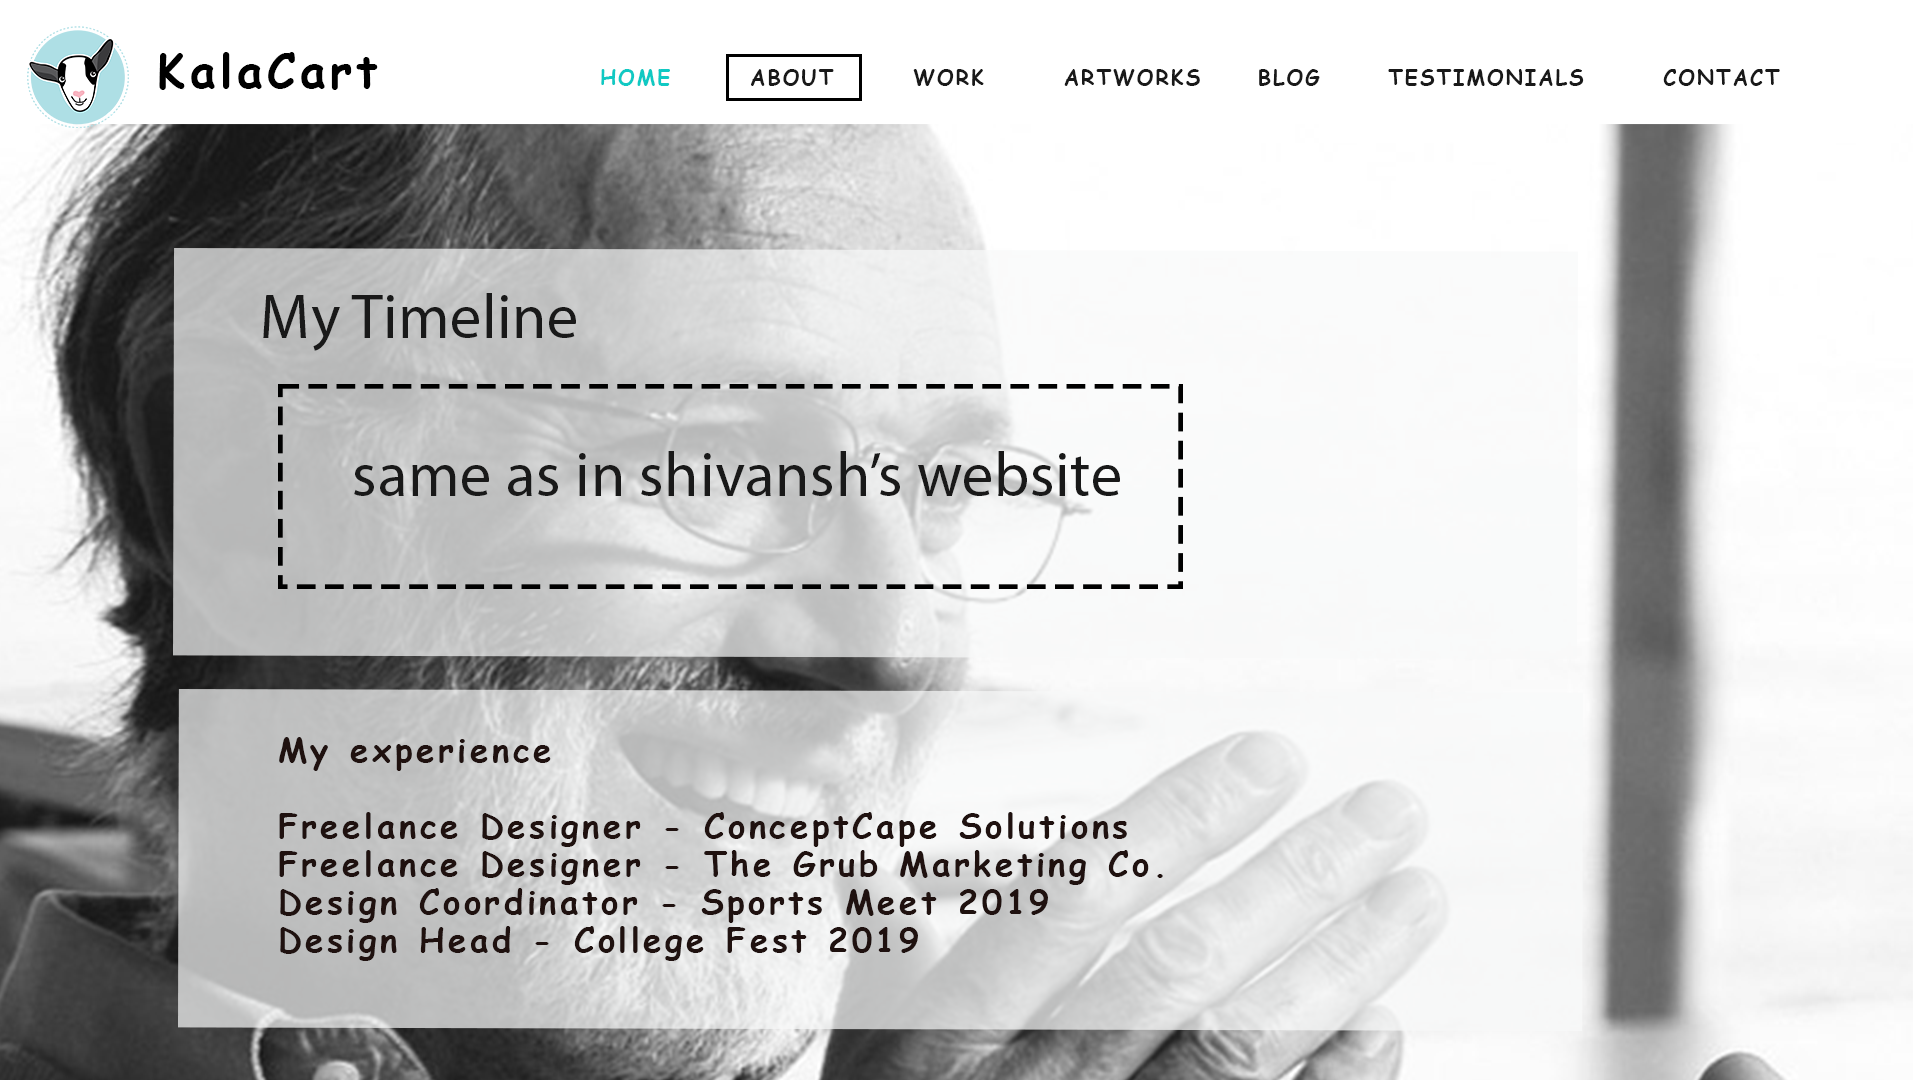 KalaCart
HOME ABOUT WORK ARTWORKS BLOG TESTIMONIALS CONTACT
My Timeline
same as in shivansh’s website
My experience
Freelance Designer - ConceptCape Solutions
Freelance Designer - The Grub Marketing Co.
Design Coordinator - Sports Meet 2019
Design Head - College Fest 2019